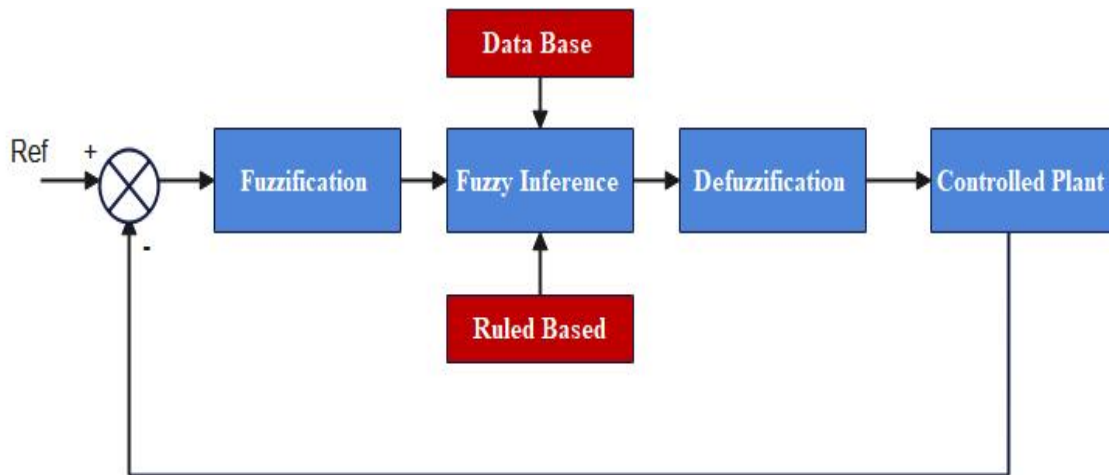 Data Base
Ref
+
Fuzzification
Fuzzy Inference
Defuzzification
Controlled Plant
-
Ruled Based